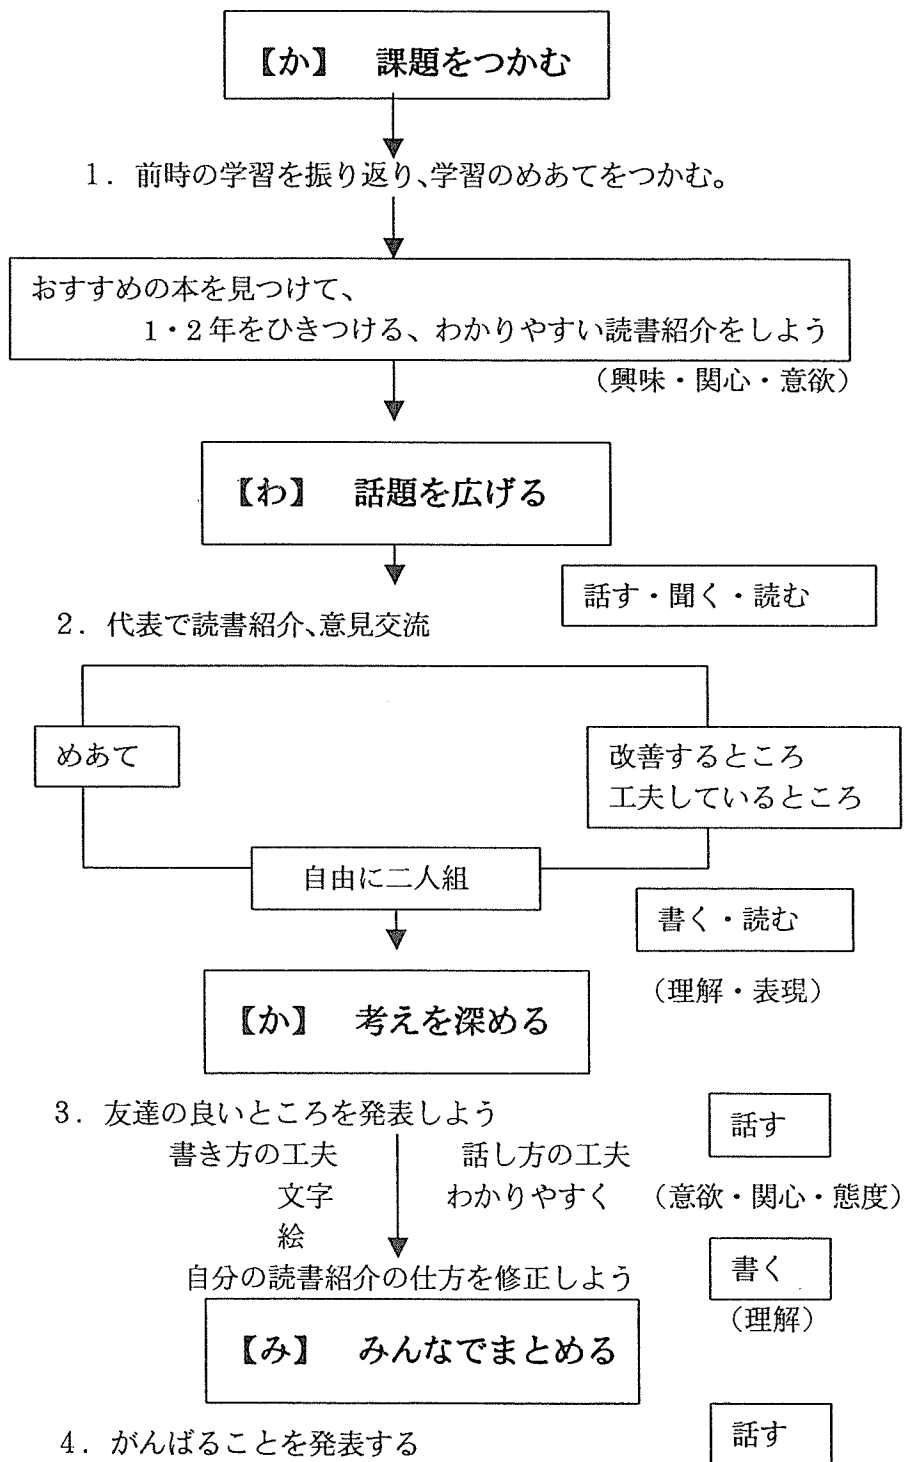 【か】　課題をつかむ
1．前時の学習を振り返り、学習のめあてをつかむ。
おすすめの本を見つけて、
1・2年をひきつける、わかりやすい読書紹介をしよう
（興味・関心・意欲）
【わ】　話題を広げる
話す・聞く・読む
2．代表で読書紹介、意見交流
めあて
改善するところ
工夫しているところ
自由に二人組
書く・読む
（理解・表現）
【か】　考えを深める
3．友達の良いところを発表しよう
話す
書き方の工夫　　　話し方の工夫
文字　　　わかりやすく　（意欲・関心・態度）
絵
書く
自分の読書紹介の仕方を修正しよう
（理解）
【み】　みんなでまとめる
4．がんばることを発表する
話す